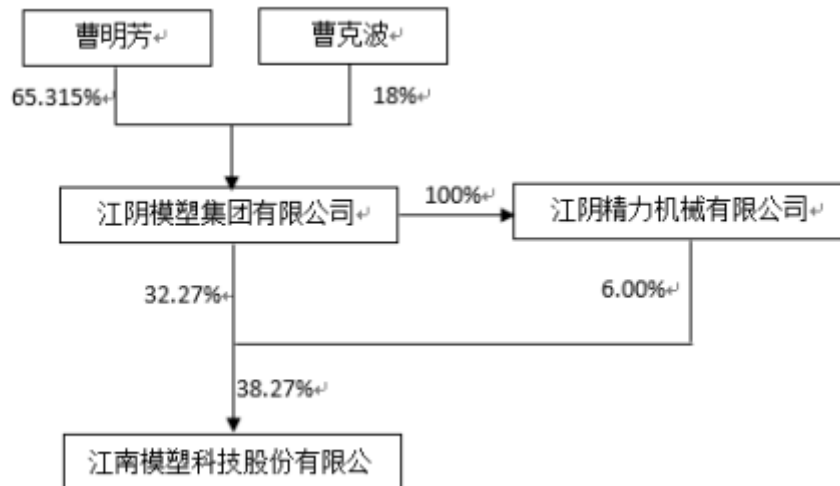 曹明芳
曹克波
65.315%
18%
江阴模塑集团有限公司
100%
江阴精力机械有限公司
32.27%
6.00%
38.27%
江南模塑科技股份有限公